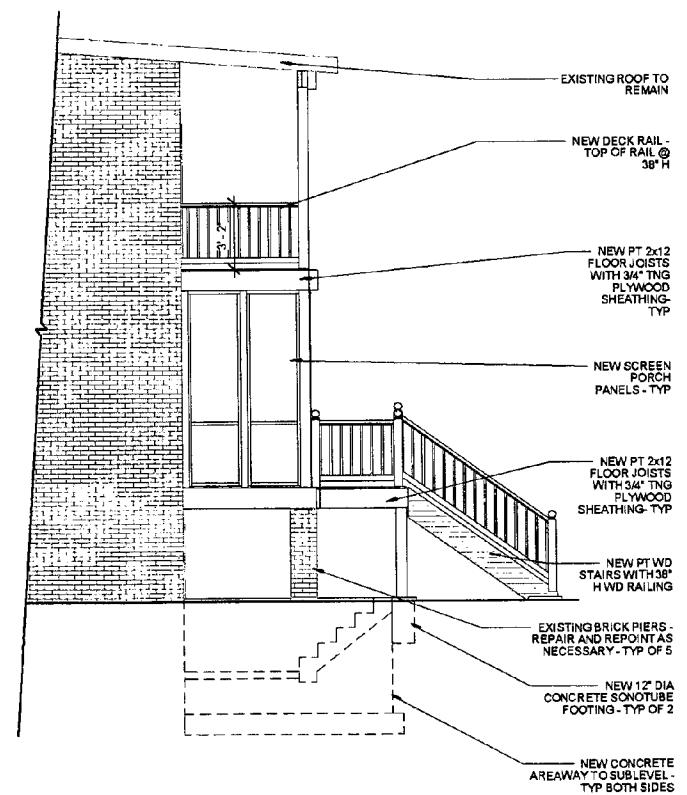 EXISTING ROOF TO
REMAIN
NEW DECK RAIL -
TOP OF RAIL @
38" H
3' - 2"
NEW PT 2x12
FLOOR JOISTS
WITH 3/4" TNG
PLYWOOD
SHEATHING-
TYP
NEW SCREEN
PORCH
PANELS - TYP
NEW PT 2x12
FLOOR JOISTS
WITH 3/4" TNG
PLYWOOD
SHEATHING- TYP
NEW PT WD
STAIRS WITH 38"
H WD RAILING
EXISTING BRICK PIERS -
REPAIR AND REPOINT AS
NECESSARY - TYP OF 5
NEW 12" DIA
CONCRETE SONOTUBE
FOOTING - TYP OF 2
NEW CONCRETE
AREAWAY TO SUBLEVEL -
TYP BOTH SIDES